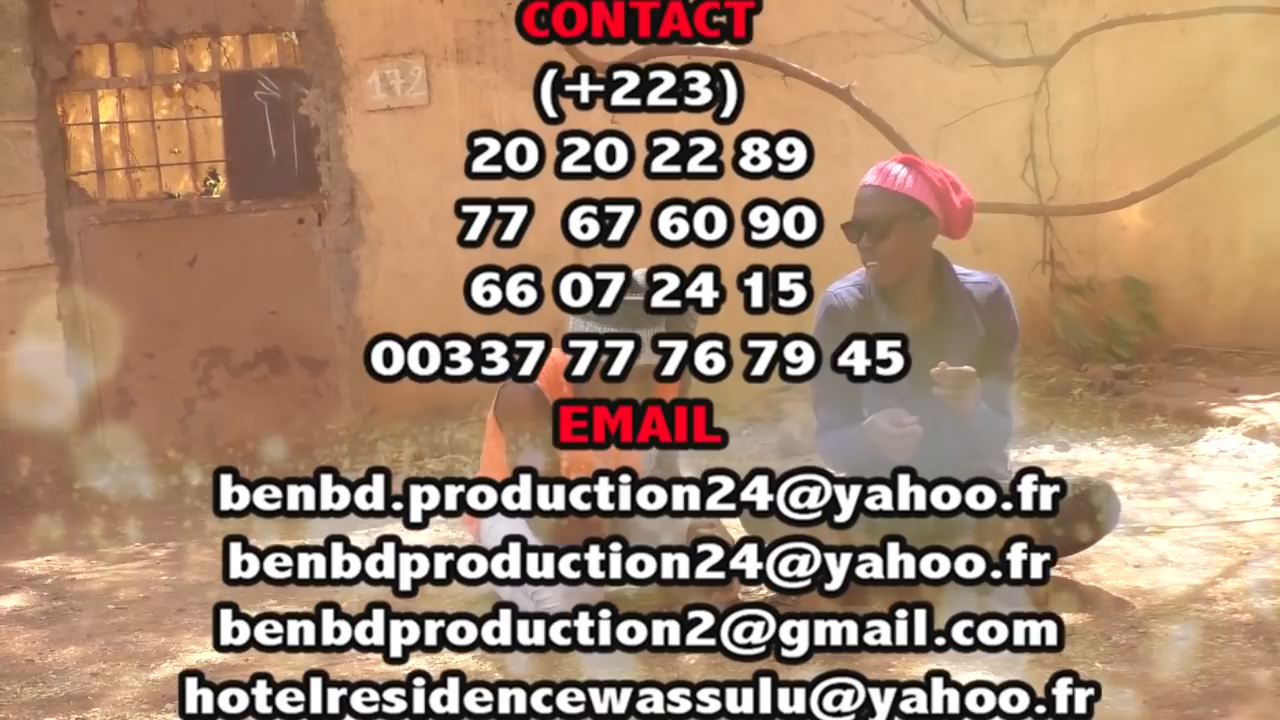 CONTACT
(+223)
172
20 20 22 89
77 67 60 90
66 07 24 15
00337 77 76 79 45
EMAIL
benbd.production24@yahoo.fr
benbdproduction24@yahoo.fr
benbdproduction2@gmail.com
hotelresidencewassulu@yahoo.fr